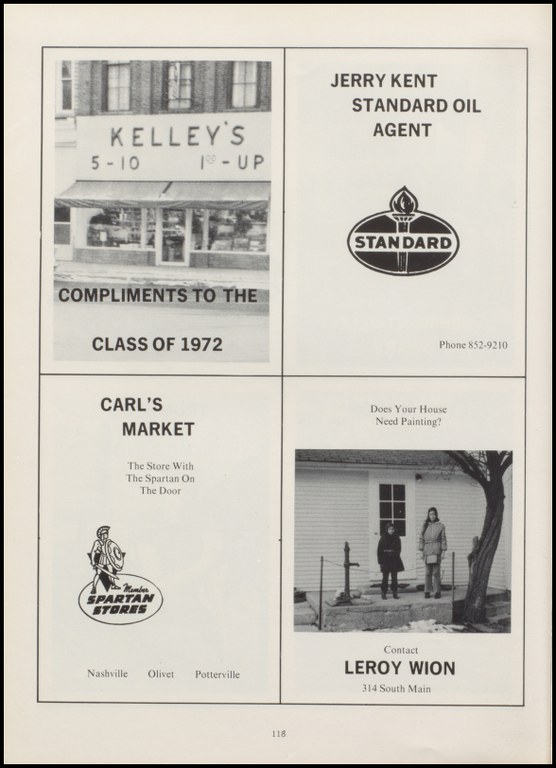 KELLEY'S
5-10 1⁰⁰-UP
COMPLIMENTS TO THE
CLASS OF 1972
JERRY KENT
STANDARD OIL
AGENT
STANDARD
Phone 852-9210
CARL'S
MARKET
The Store With
The Spartan On
The Door
Member
SPARTAN
STORES
Nashville Olivet Potterville
Does Your House
Need Painting?
Contact
LEROY WION
314 South Main
118